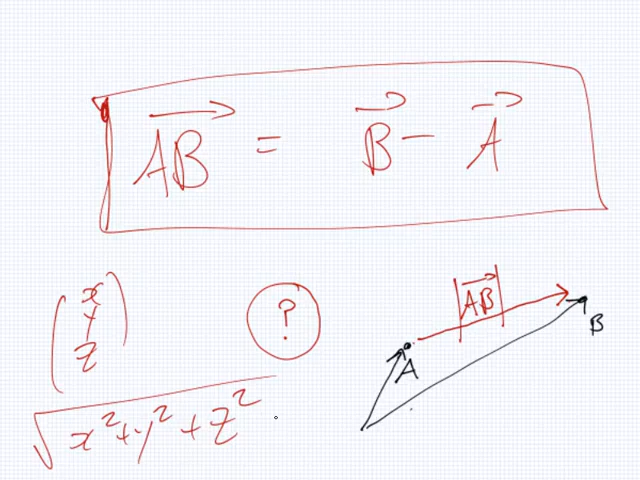 AB = B - A
x
y
z
?
|AB|
A
B
√x²+y²+z²